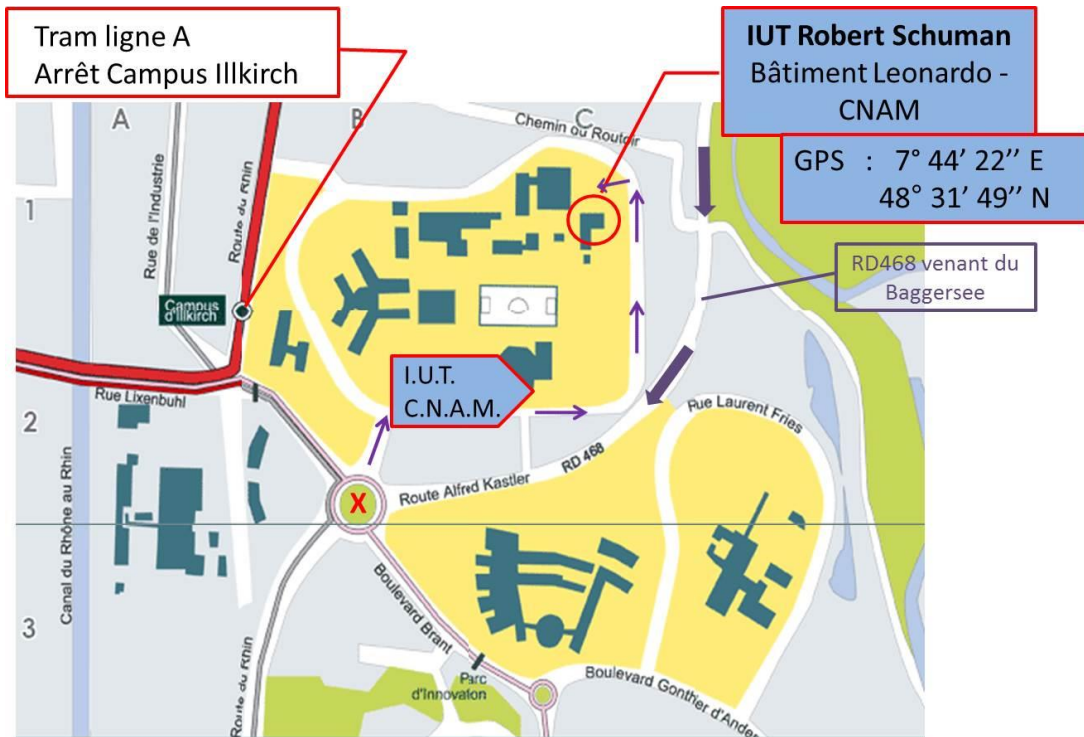 Tram ligne A
Arrêt Campus Illkirch
IUT Robert Schuman
Bâtiment Leonardo -
CNAM
GPS : 7° 44’ 22’’ E
48° 31’ 49’’ N
A
B
C
Chemin ou Routoir
1
Rue de l'Industrie
Route du Rhin
RD468 venant du
Baggersee
Campus
d'Illkirch
I.U.T.
C.N.A.M.
Rue Lixenbuhl
2
Rue Laurent Fries
RD 468
Route Alfred Kastler
X
Canal du Rhône au Rhin
3
Boulevard Brant
Route du Rhin
Parc
d'Innovation
Boulevard Gonthier d'Ander